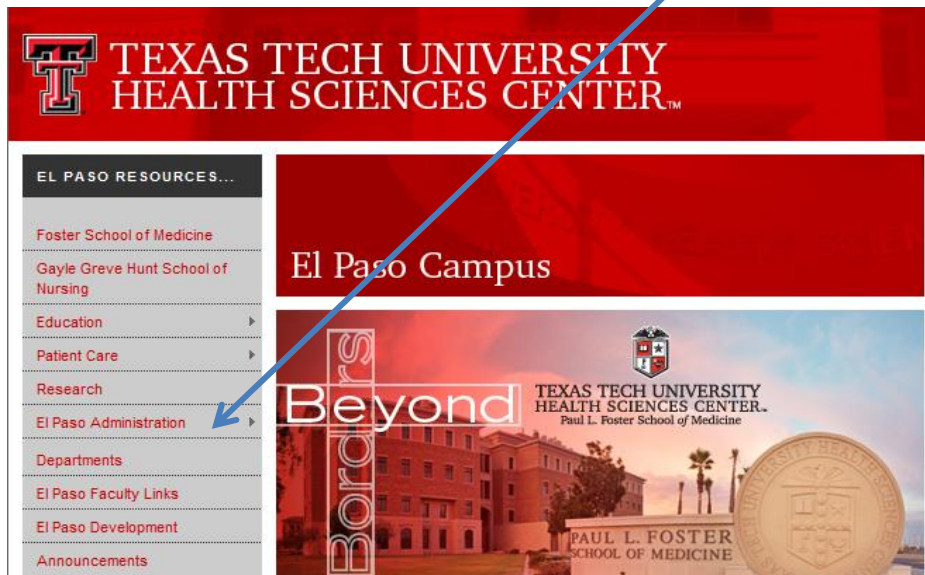 TEXAS TECH UNIVERSITY
HEALTH SCIENCES CENTER™
EL PASO RESOURCES...
Foster School of Medicine
Gayle Greve Hunt School of
Nursing
Education
Patient Care
Research
El Paso Administration
Departments
El Paso Faculty Links
El Paso Development
Announcements
El Paso Campus
Beyond
Borders
TEXAS TECH UNIVERSITY
HEALTH SCIENCES CENTER™
Paul L. Foster School of Medicine
PAUL L. FOSTER
SCHOOL OF MEDICINE